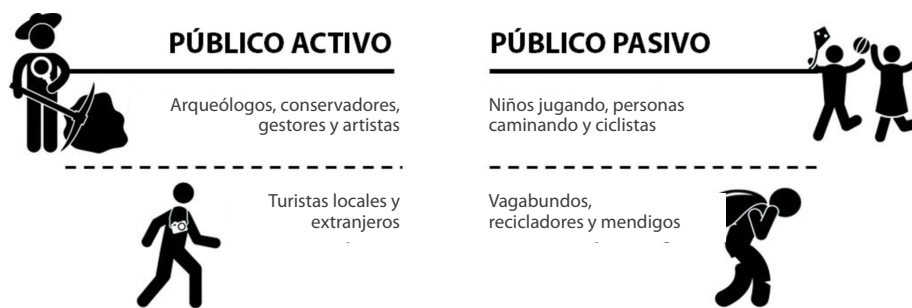 PÚBLICO ACTIVO
Arqueólogos, conservadores,
gestores y artistas
Turistas locales y
extranjeros
PÚBLICO PASIVO
Niños jugando, personas
caminando y ciclistas
Vagabundos,
recicladores y mendigos